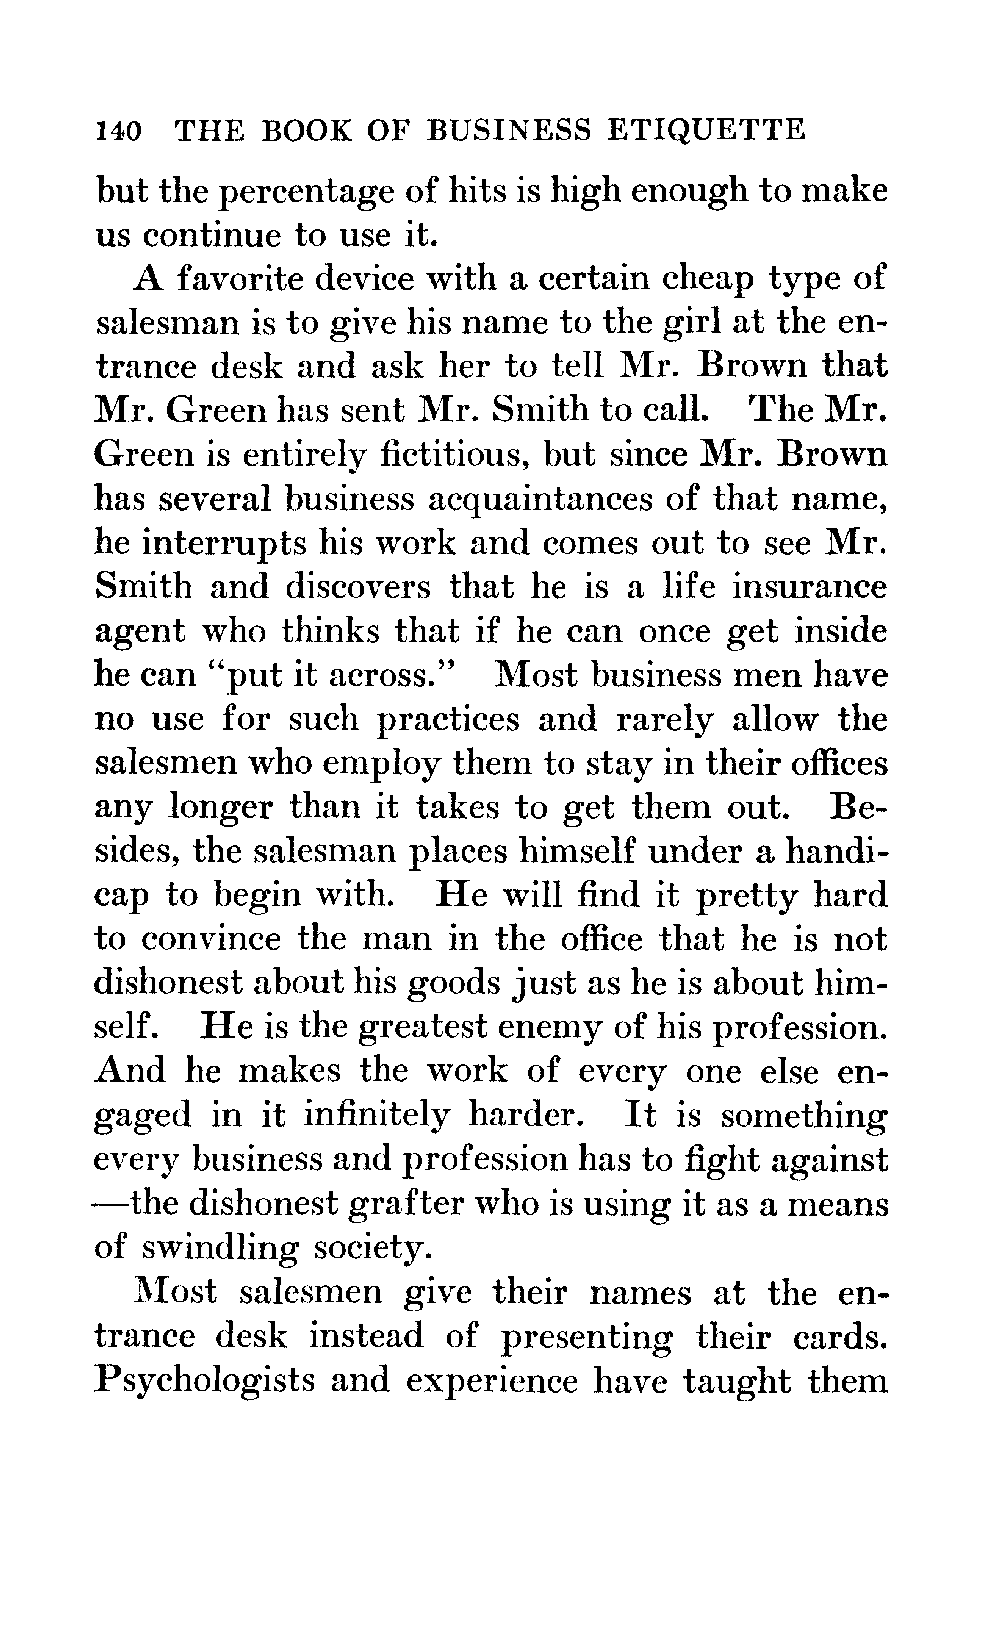 140 THE BOOK OF BUSINESS ETIQUETTE
but the percentage of hits is high enough to make
us continue to use it.
A favorite device with a certain cheap type of
salesman is to give his name to the girl at the en-
trance desk and ask her to tell Mr. Brown that
Mr. Green has sent Mr. Smith to call. The Mr.
Green is entirely fictitious, but since Mr. Brown
has several business acquaintances of that name,
he interrupts his work and comes out to see Mr.
Smith and discovers that he is a life insurance
agent who thinks that if he can once get inside
he can “put it across.” Most business men have
no use for such practices and rarely allow the
salesmen who employ them to stay in their offices
any longer than it takes to get them out. Be-
sides, the salesman places himself under a handi-
cap to begin with. He will find it pretty hard
to convince the man in the office that he is not
dishonest about his goods just as he is about him-
self. He is the greatest enemy of his profession.
And he makes the work of every one else en-
gaged in it infinitely harder. It is something
every business and profession has to fight against
—the dishonest grafter who is using it as a means
of swindling society.
Most salesmen give their names at the en-
trance desk instead of presenting their cards.
Psychologists and experience have taught them